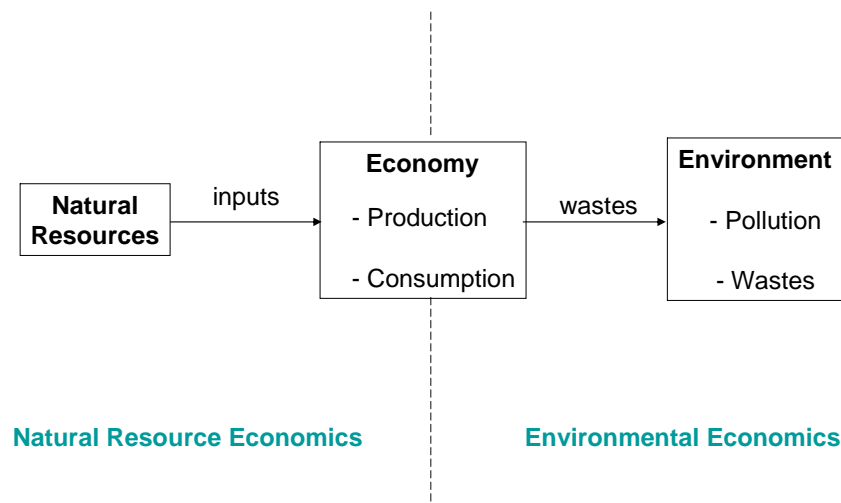 Natural
Resources
inputs
Economy
- Production
- Consumption
wastes
Environment
- Pollution
- Wastes
Natural Resource Economics
Environmental Economics